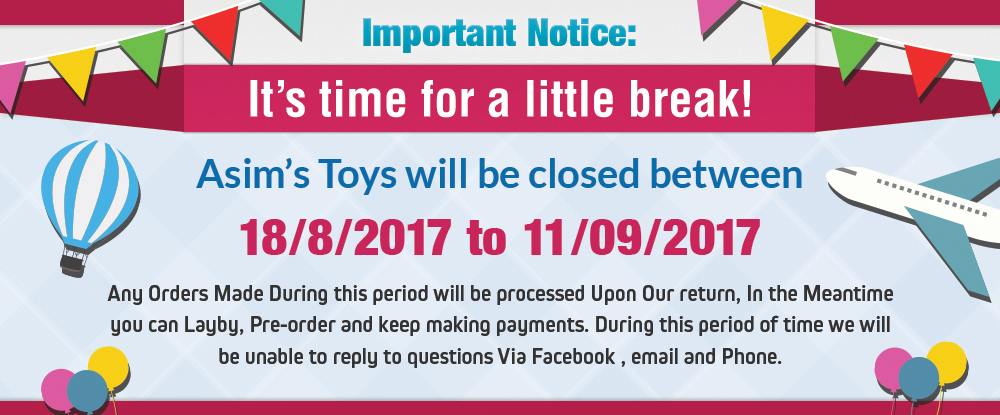 Important Notice:
It's time for a little break!
Asim's Toys will be closed between
18/8/2017 to 11/09/2017
Any Orders Made During this period will be processed Upon Our return, In the Meantime
you can Layby, Pre-order and keep making payments. During this period of time we will
be unable to reply to questions Via Facebook , email and Phone.